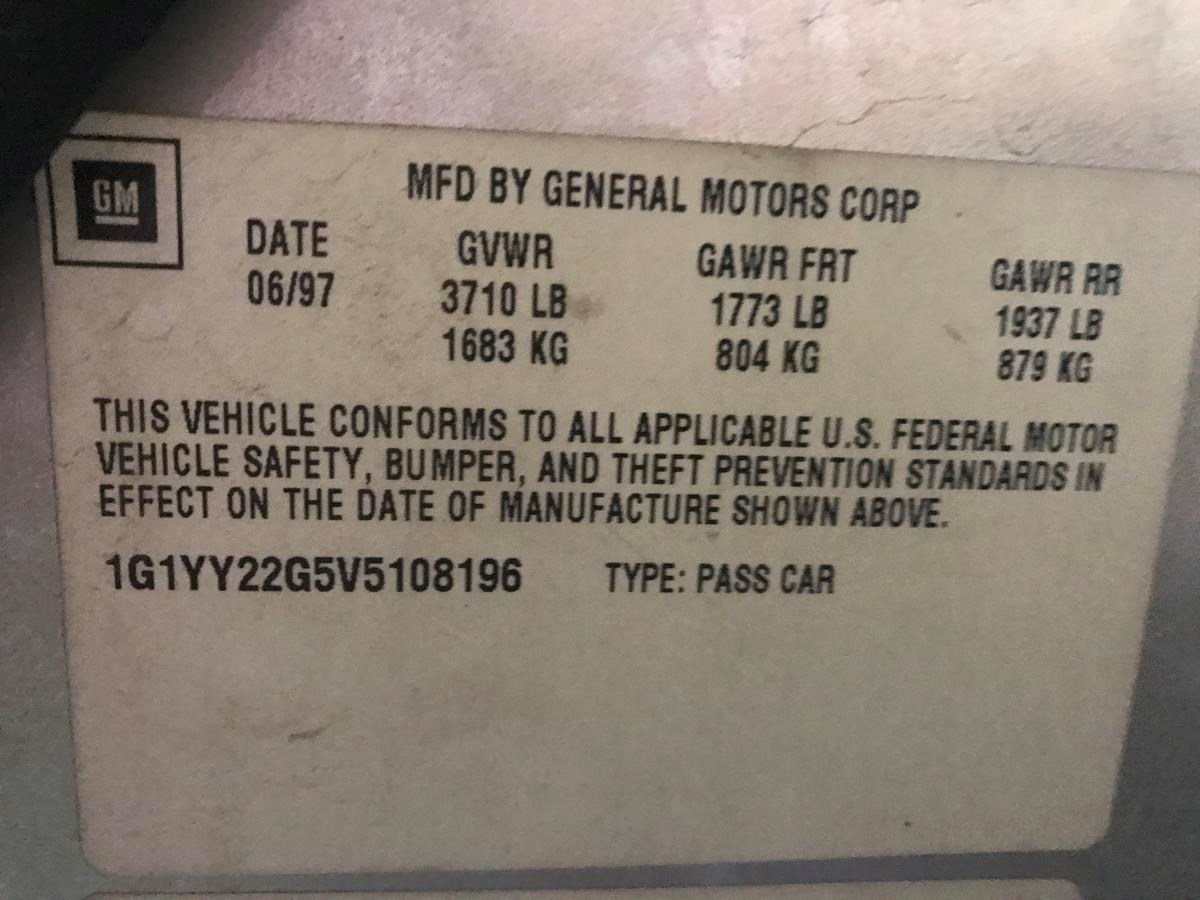 GM
MFD BY GENERAL MOTORS CORP
DATE GVWR GAWR FRT GAWR RR
06/97 3710 LB 1773 LB 1937 LB
1683 KG 804 KG 879 KG
THIS VEHICLE CONFORMS TO ALL APPLICABLE U.S. FEDERAL MOTOR
VEHICLE SAFETY, BUMPER, AND THEFT PREVENTION STANDARDS IN
EFFECT ON THE DATE OF MANUFACTURE SHOWN ABOVE.
1G1YY22G5V5108196 TYPE: PASS CAR